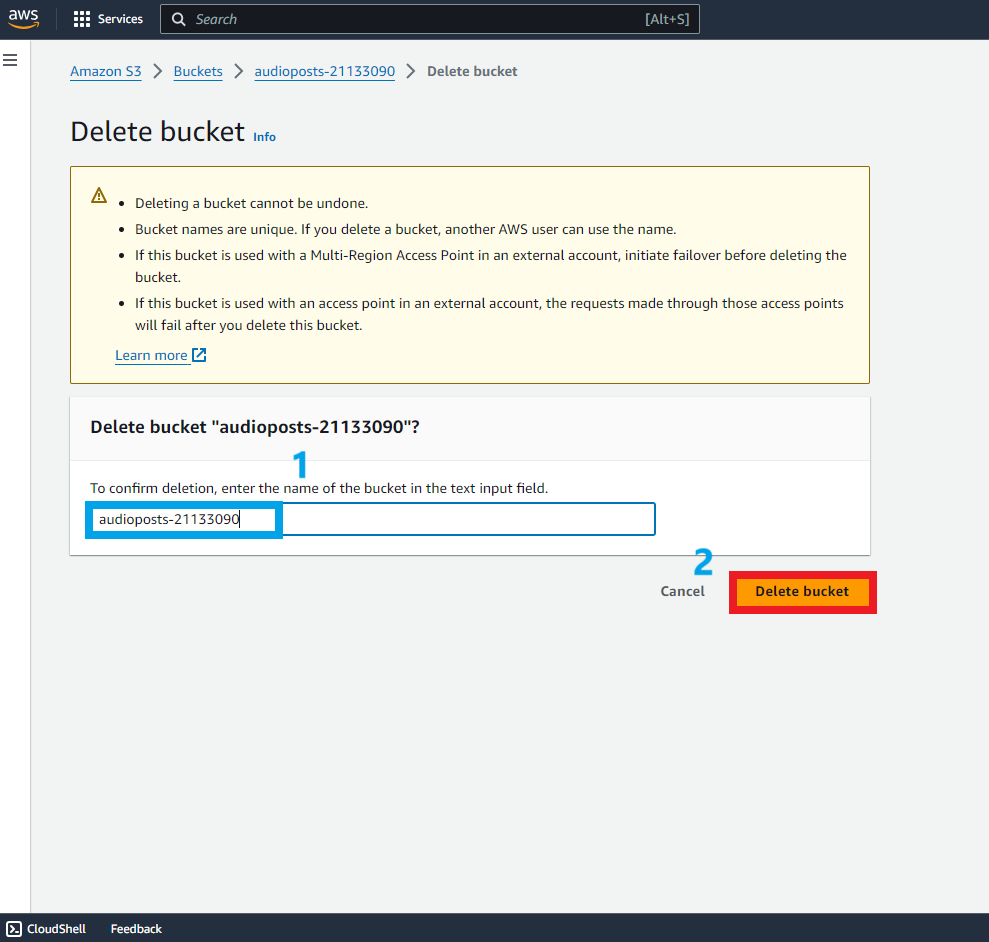 aws Services Search [Alt+S]
Amazon S3 > Buckets > audioposts-21133090 > Delete bucket
Delete bucket Info
• Deleting a bucket cannot be undone.
• Bucket names are unique. If you delete a bucket, another AWS user can use the name.
• If this bucket is used with a Multi-Region Access Point in an external account, initiate failover before deleting the
bucket.
• If this bucket is used with an access point in an external account, the requests made through those access points
will fail after you delete this bucket.
Learn more
Delete bucket "audioposts-21133090"?
1
To confirm deletion, enter the name of the bucket in the text input field.
audioposts-21133090
2
Cancel Delete bucket
CloudShell Feedback